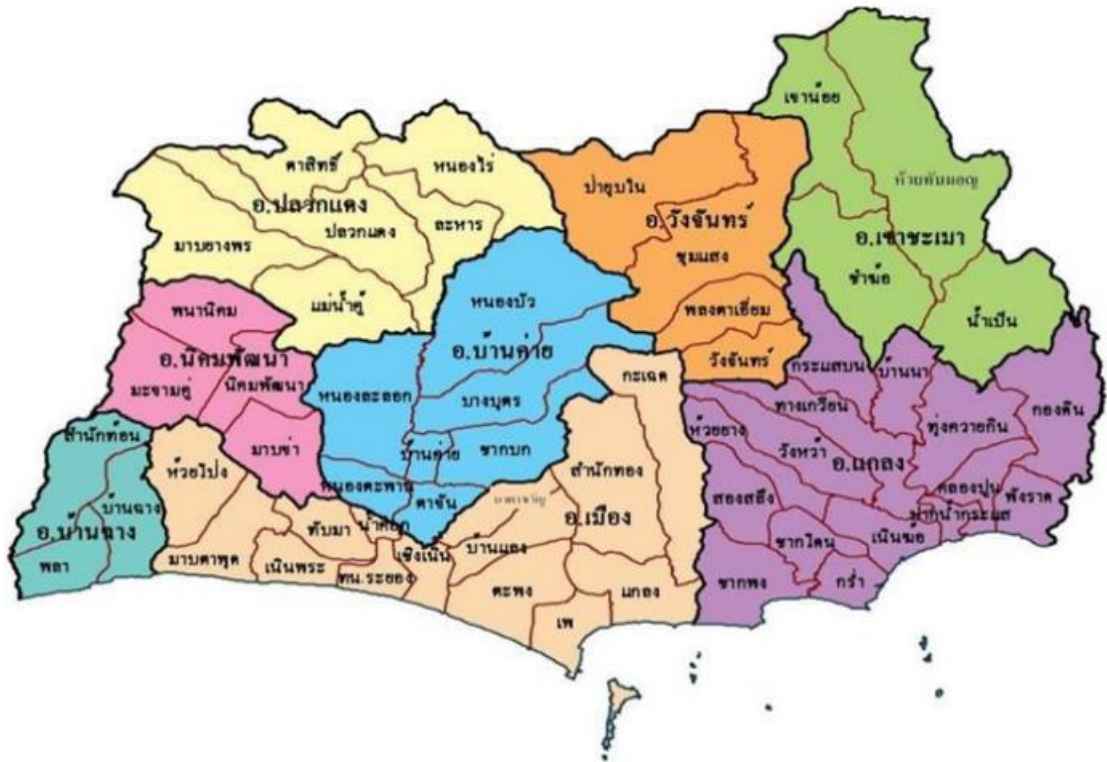 เขาน้อย
ห้วยทับมอญ
อ.เขาชะเมา
ชำฆ้อ
น้ำเป็น
ป่ายุบใน
อ.วังจันทร์
ชุมแสง
พลงตาเอี่ยม
วังจันทร์
ตาสิทธิ์
หนองไร่
อ.ปลวกแดง
ปลวกแดง
ละหาร
มาบยางพร
แม่น้ำคู้
พนานิคม
อ.นิคมพัฒนา
มะขามคู่
นิคมพัฒนา
มาบข่า
หนองบัว
อ.บ้านค่าย
หนองละลอก
บางบุตร
บ้านค่าย
ชากบก
หนองตะพาน
ตาขัน
สำนักท้อน
บ้านฉาง
อ.บ้านฉาง
พลา
ห้วยโป่ง
มาบตาพุด
ทับมา
น้ำคอก
เนินพระ
ทน.ระยอง
เชิงเนิน
บ้านแลง
กะเฉด
สำนักทอง
อ.เมือง
ตะพง
แกลง
เพ
กระแสบน
บ้านนา
ทางเกวียน
ทุ่งควายกิน
กองดิน
ห้วยยาง
วังหว้า
อ.แกลง
สองสลึง
คลองปูน
พังราด
ปากน้ำกระแส
ชากโดน
เนินฆ้อ
ชากพง
กร่ำ